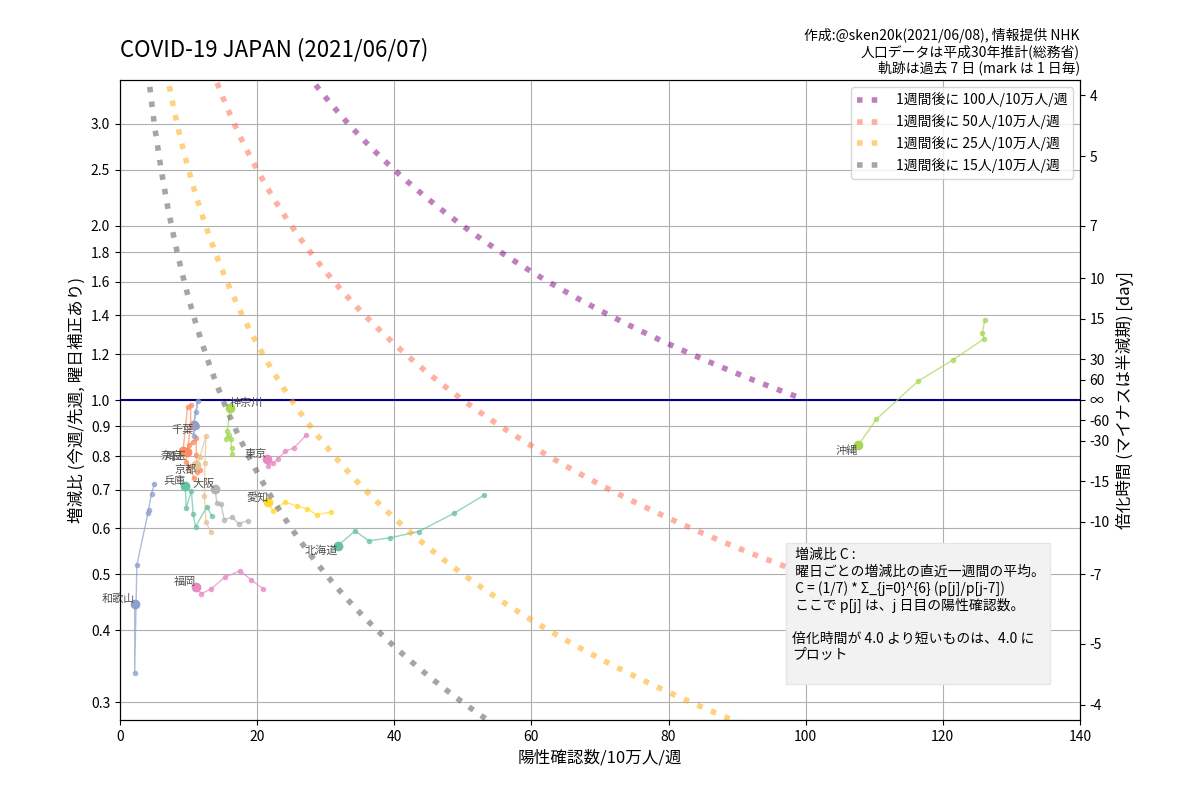 COVID-19 JAPAN (2021/06/07)
作成:@sken20k(2021/06/08), 情報提供 NHK
人口データは平成30年推計(総務省)
軌跡は過去 7 日 (mark は 1 日毎)
1週間後に 100人/10万人/週
1週間後に 50人/10万人/週
1週間後に 25人/10万人/週
1週間後に 15人/10万人/週
増減比 (今週/先週, 曜日補正あり)
3.0
2.5
2.0
1.8
1.6
1.4
1.2
1.0
0.9
0.8
0.7
0.6
0.5
0.4
0.3
4
5
7
10
15
30
60
∞
-60
-30
-15
-10
-7
-5
-4
倍化時間 (マイナスは半減期) [day]
神奈川
千葉
東京
京都
兵庫
大阪
愛知
北海道
福岡
和歌山
沖縄
増減比 C :
曜日ごとの増減比の直近一週間の平均。
C = (1/7) * Σ_{j=0}^{6} (p[j]/p[j-7])
ここで p[j] は、j 日目の陽性確認数。
倍化時間が 4.0 より短いものは、4.0 に
プロット
0
20
40
60
80
100
120
140
陽性確認数/10万人/週